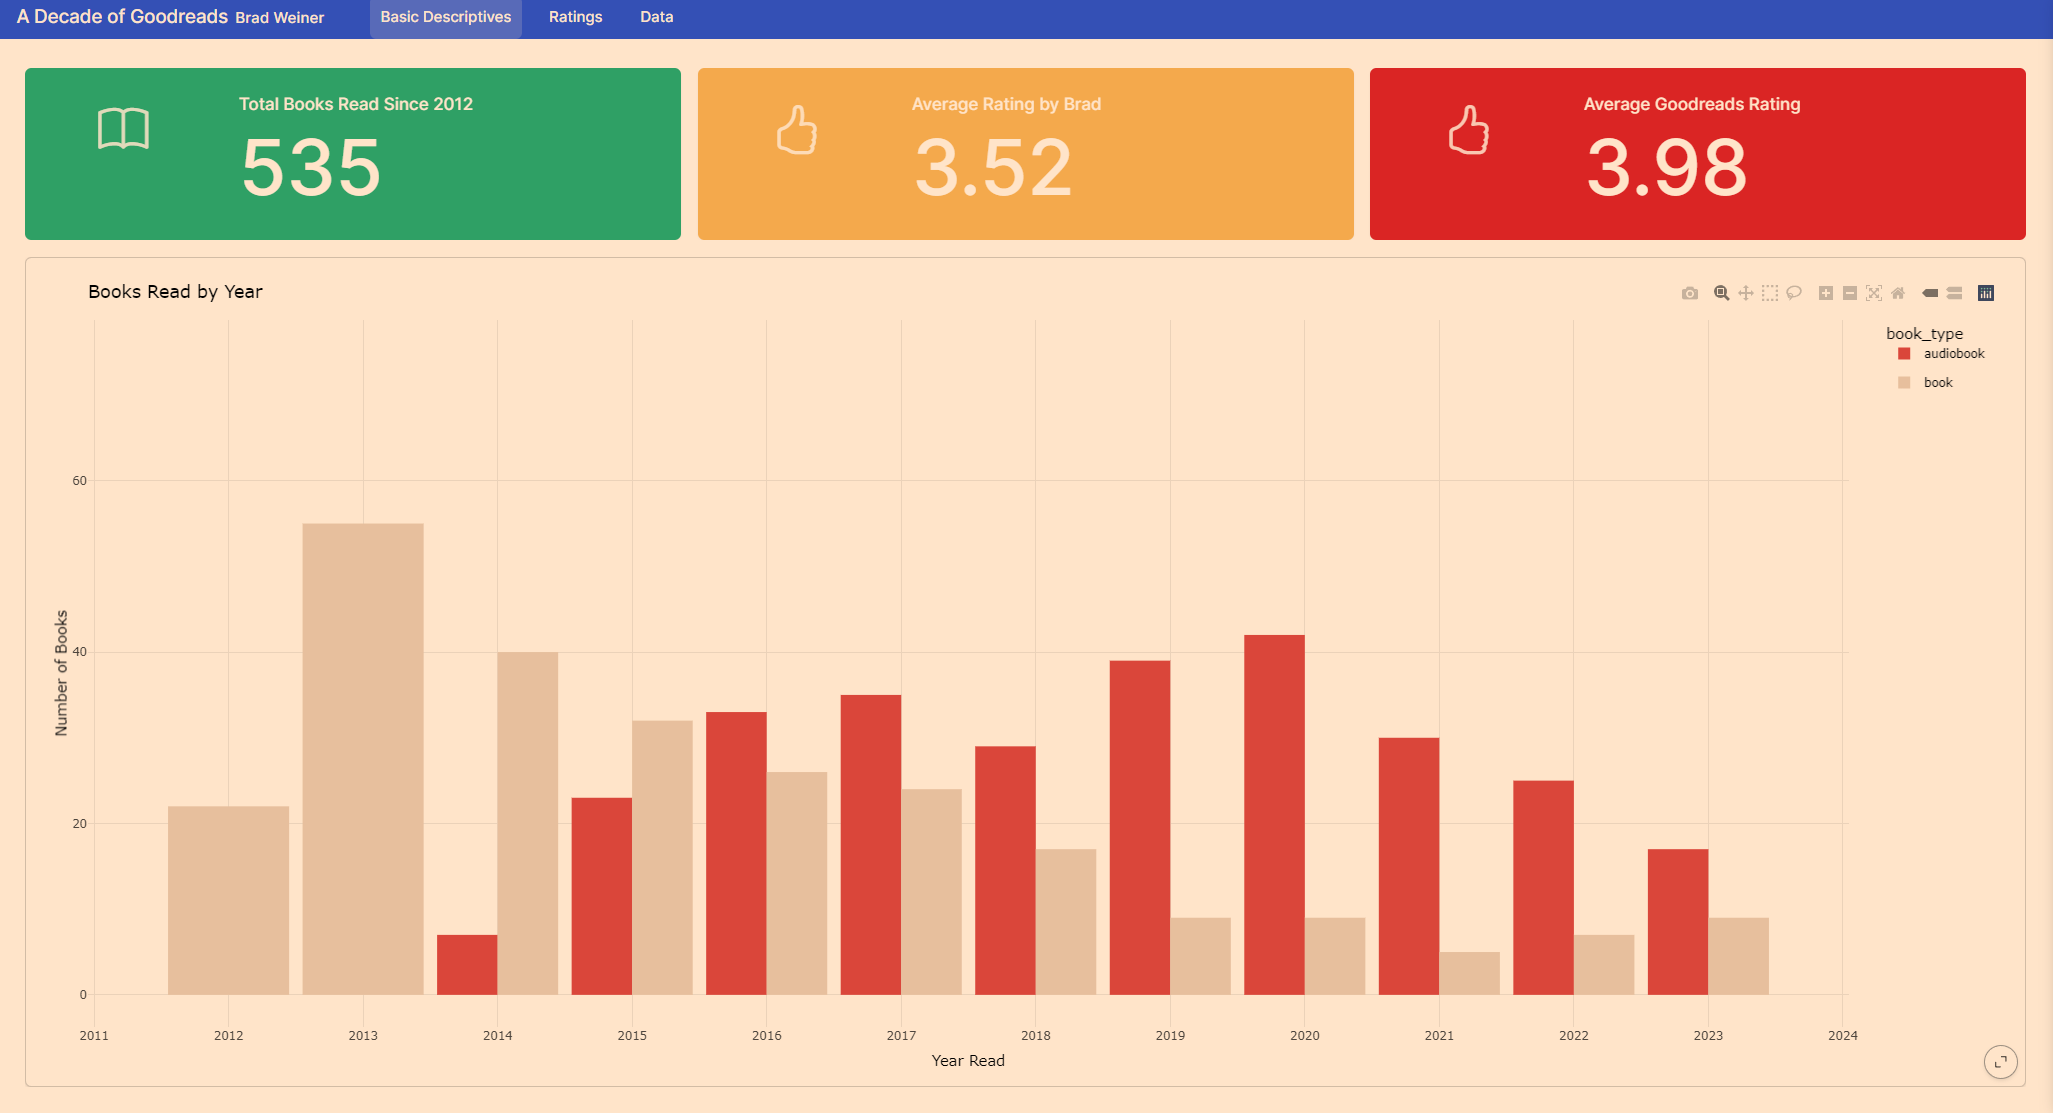 A Decade of Goodreads Brad Weiner Basic Descriptives Ratings Data
Total Books Read Since 2012
535
Average Rating by Brad
3.52
Average Goodreads Rating
3.98
Books Read by Year
book_type
audiobook
book
Number of Books
60
40
20
0
2011 2012 2013 2014 2015 2016 2017 2018 2019 2020 2021 2022 2023 2024
Year Read